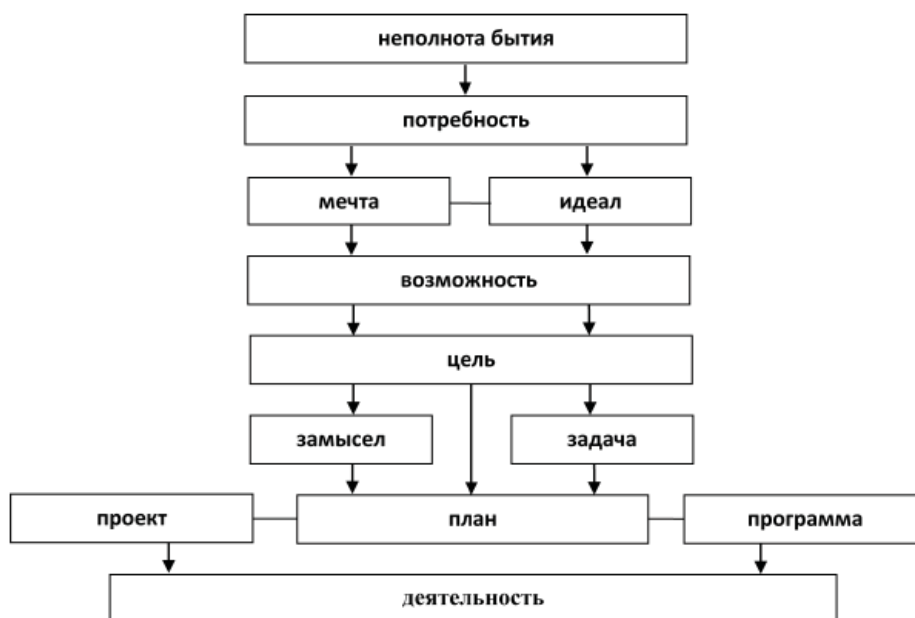 неполнота бытия
потребность
мечта
идеал
возможность
цель
замысел
задача
проект
план
программа
деятельность